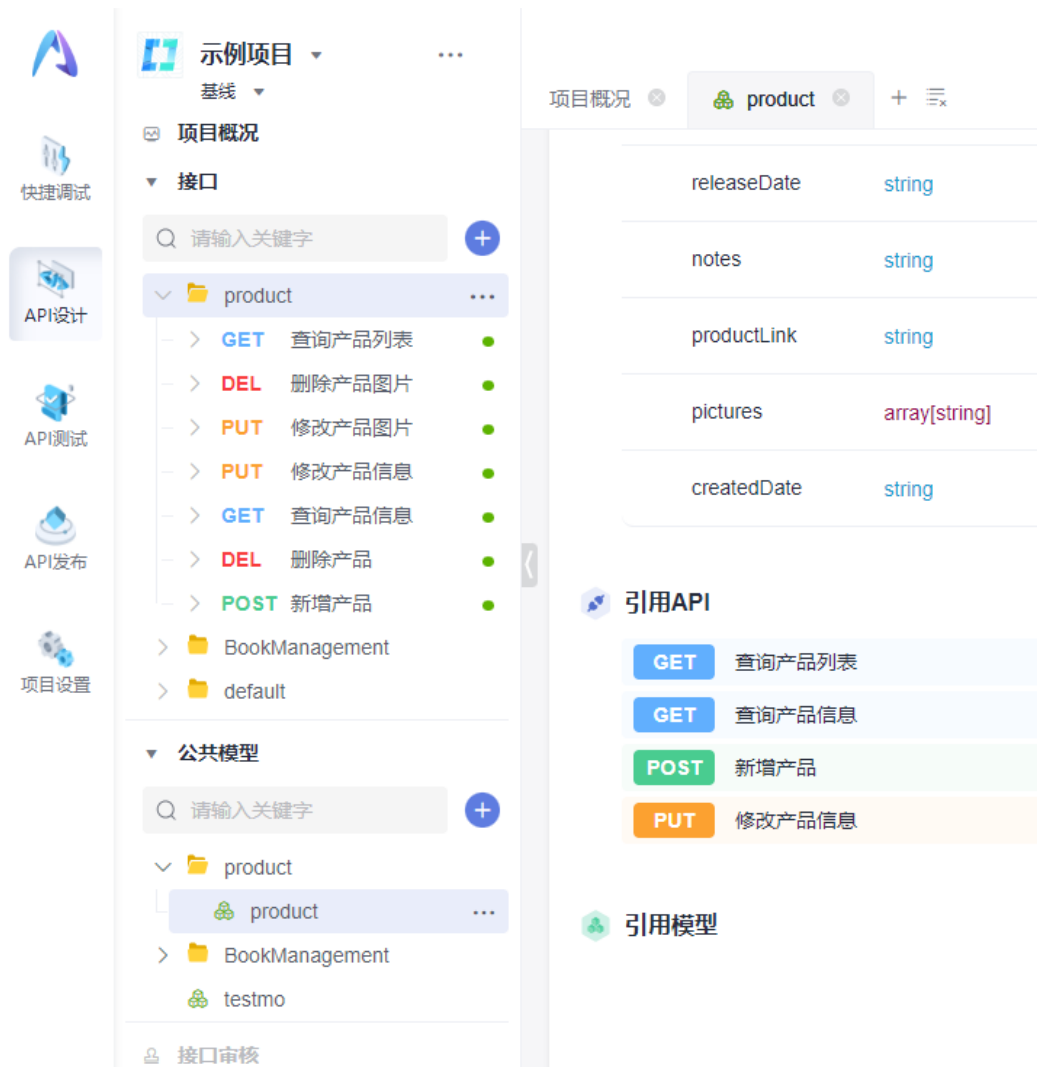 快捷调试
API设计
API测试
API发布
项目设置
示例项目
基线
项目概况
接口
请输入关键字
product
GET 查询产品列表
DEL 删除产品图片
PUT 修改产品图片
PUT 修改产品信息
GET 查询产品信息
DEL 删除产品
POST 新增产品
BookManagement
default
公共模型
请输入关键字
product
product
BookManagement
testmo
接口审核
项目概况 product
releaseDate string
notes string
productLink string
pictures array[string]
createdDate string
引用API
GET 查询产品列表
GET 查询产品信息
POST 新增产品
PUT 修改产品信息
引用模型